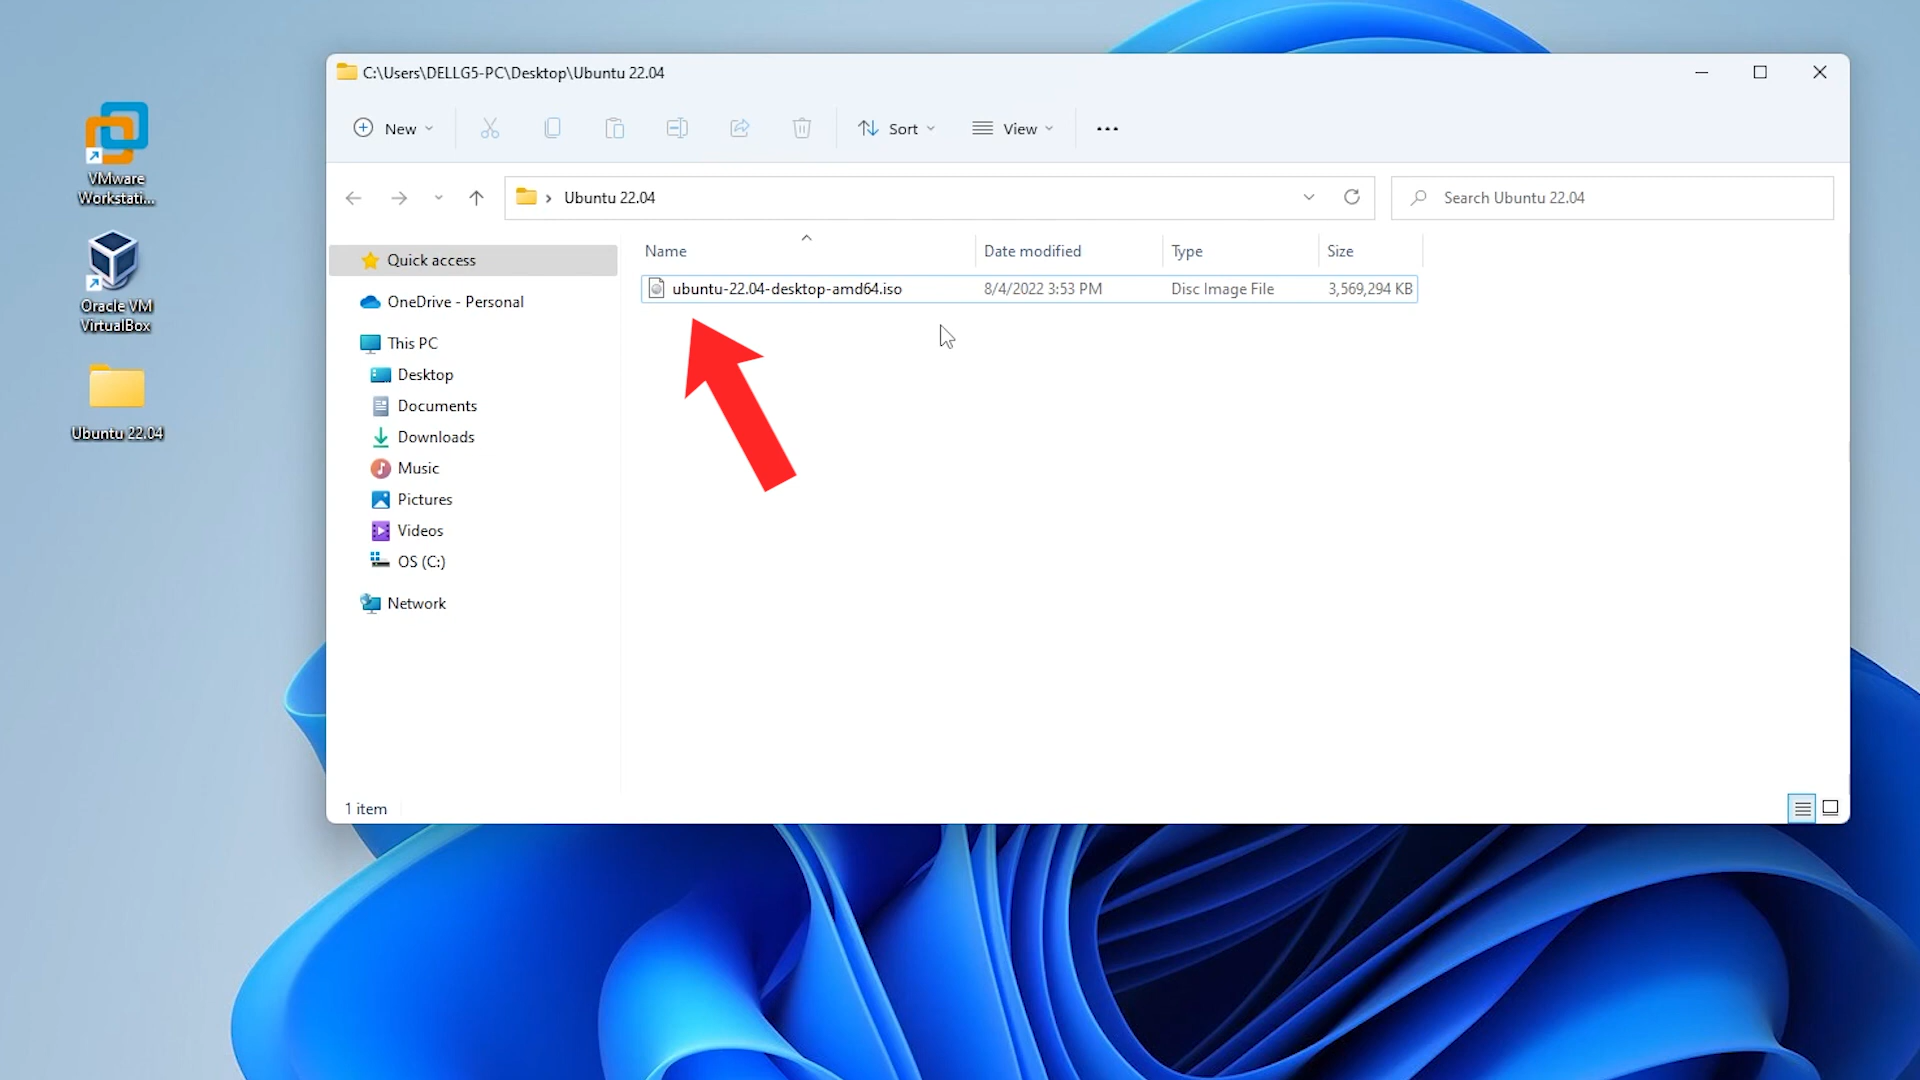 VMware
Workstati...
Oracle VM
VirtualBox
Ubuntu 22.04
C:\Users\DELLG5-PC\Desktop\Ubuntu 22.04
New
Sort
View
Ubuntu 22.04
Search Ubuntu 22.04
Quick access
OneDrive - Personal
This PC
Desktop
Documents
Downloads
Music
Pictures
Videos
OS (C:)
Network
Name Date modified Type Size
ubuntu-22.04-desktop-amd64.iso 8/4/2022 3:53 PM Disc Image File 3,569,294 KB
1 item